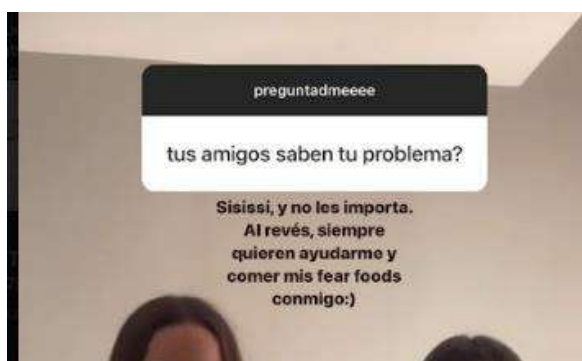 preguntadmeeee
tus amigos saben tu problema?
Sisissi, y no les importa.
Al revés, siempre
quieren ayudarme y
comer mis fear foods
conmigo:)